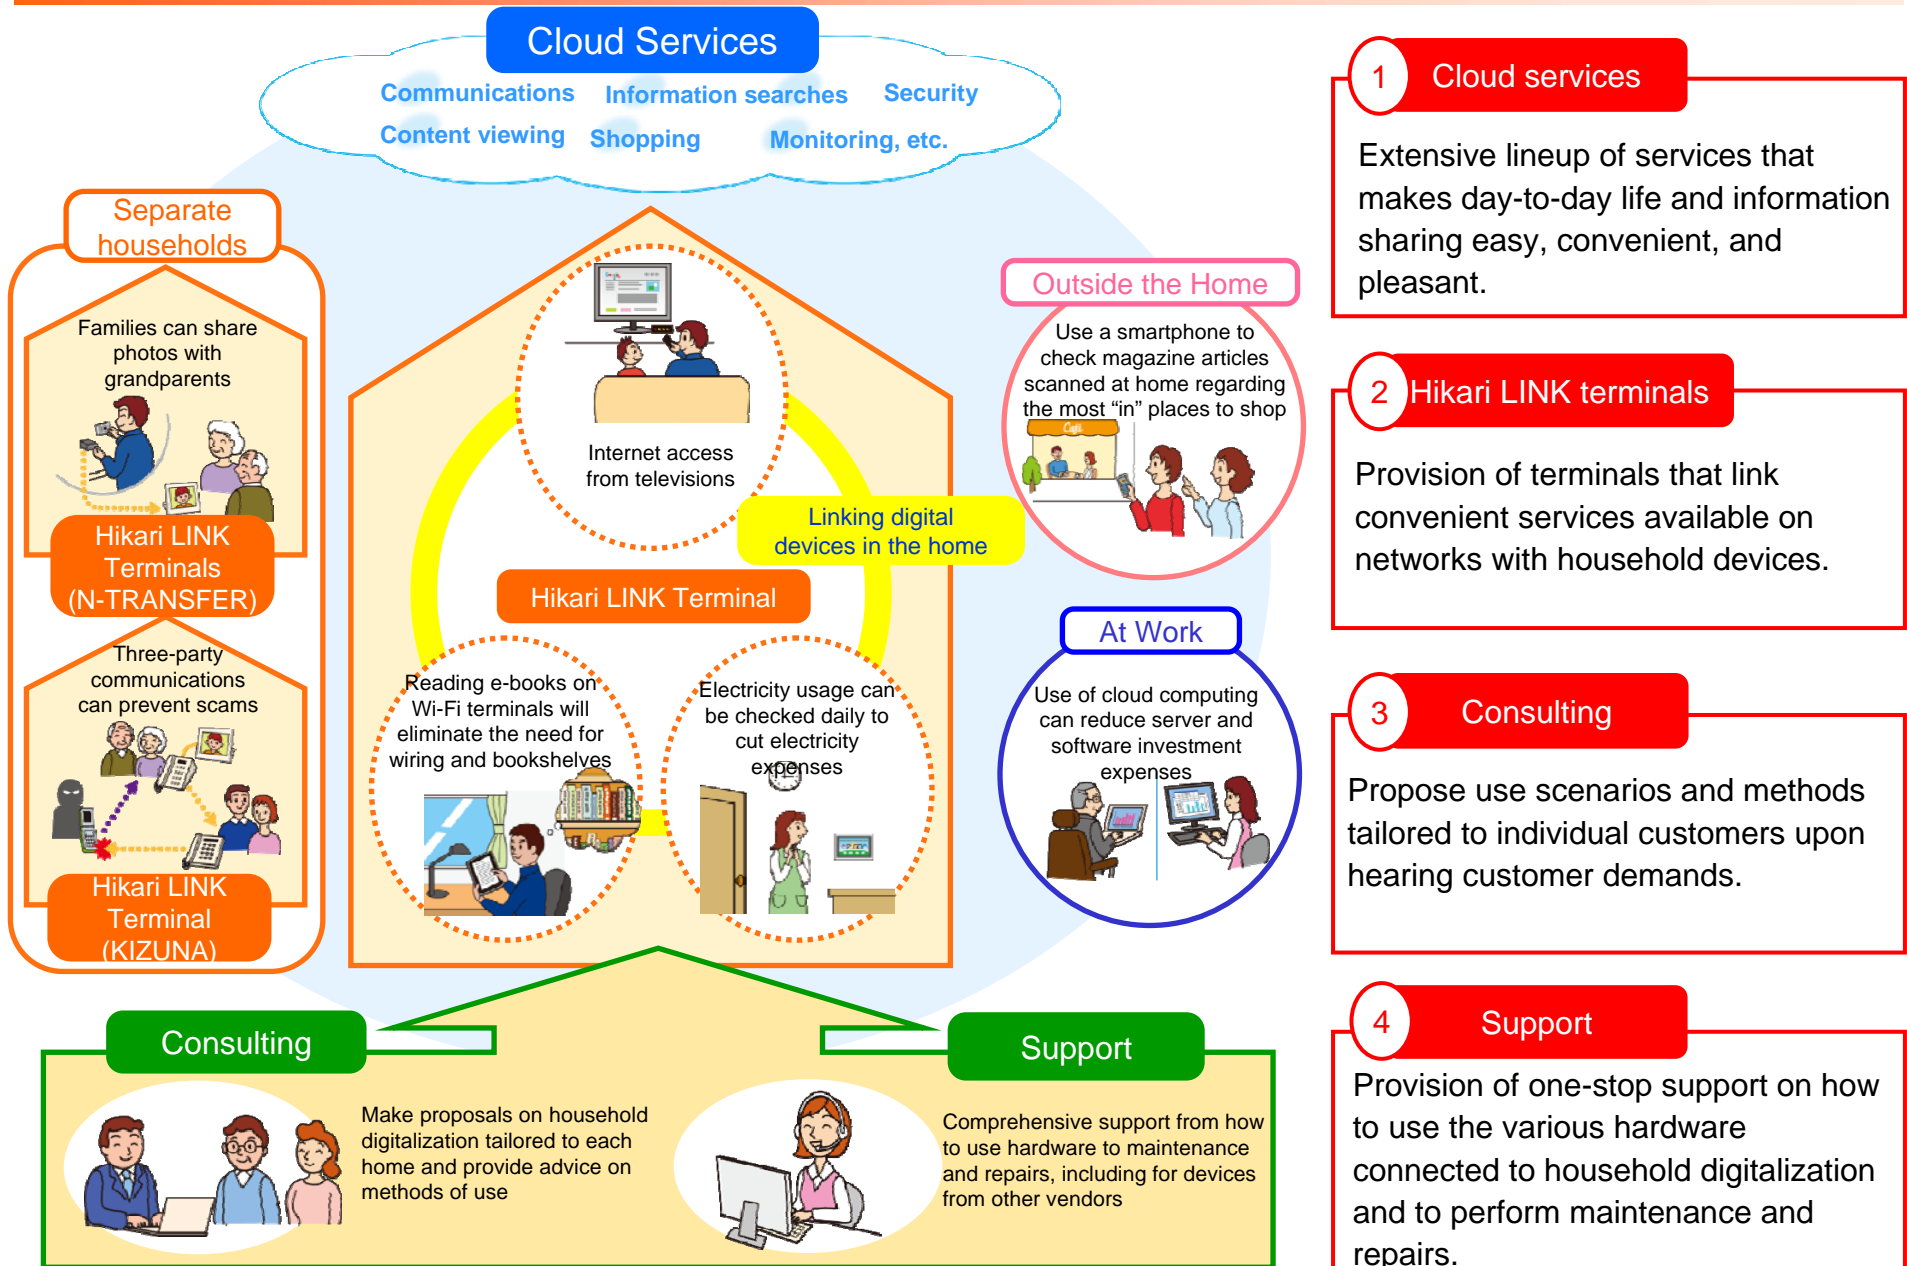 Cloud Services
Communications
Information searches
Security
Content viewing
Shopping
Monitoring, etc.
Separate
households
Families can share
photos with
grandparents
Hikari LINK
Terminals
(N-TRANSFER)
Three-party
communications
can prevent scams
Hikari LINK
Terminal
(KIZUNA)
Internet access
from televisions
Linking digital
devices in the home
Hikari LINK Terminal
Reading e-books on
Wi-Fi terminals will
eliminate the need for
wiring and bookshelves
Electricity usage can
be checked daily to
cut electricity
expenses
Outside the Home
Use a smartphone to
check magazine articles
scanned at home regarding
the most “in” places to shop
Café
At Work
Use of cloud computing
can reduce server and
software investment
expenses
Consulting
Make proposals on household
digitalization tailored to each
home and provide advice on
methods of use
Support
Comprehensive support from how
to use hardware to maintenance
and repairs, including for devices
from other vendors
1 Cloud services
Extensive lineup of services that
makes day-to-day life and information
sharing easy, convenient, and
pleasant.
2 Hikari LINK terminals
Provision of terminals that link
convenient services available on
networks with household devices.
3 Consulting
Propose use scenarios and methods
tailored to individual customers upon
hearing customer demands.
4 Support
Provision of one-stop support on how
to use the various hardware
connected to household digitalization
and to perform maintenance and
repairs.